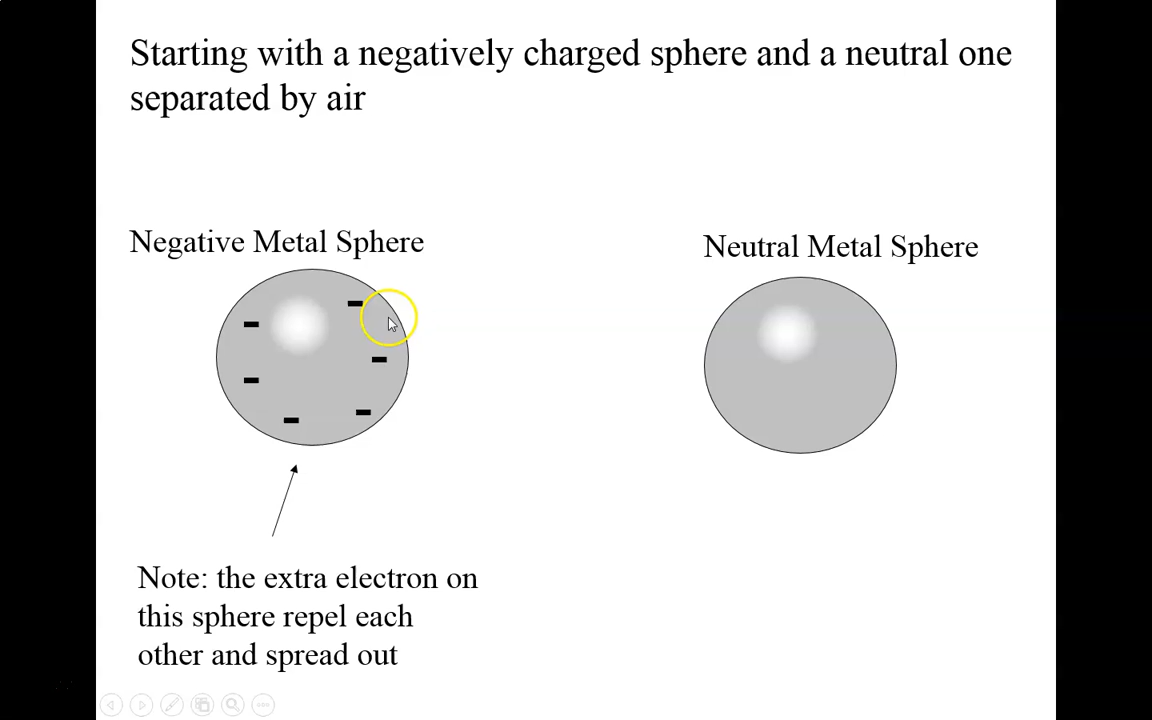 Starting with a negatively charged sphere and a neutral one
separated by air
Negative Metal Sphere
Neutral Metal Sphere
Note: the extra electron on
this sphere repel each
other and spread out